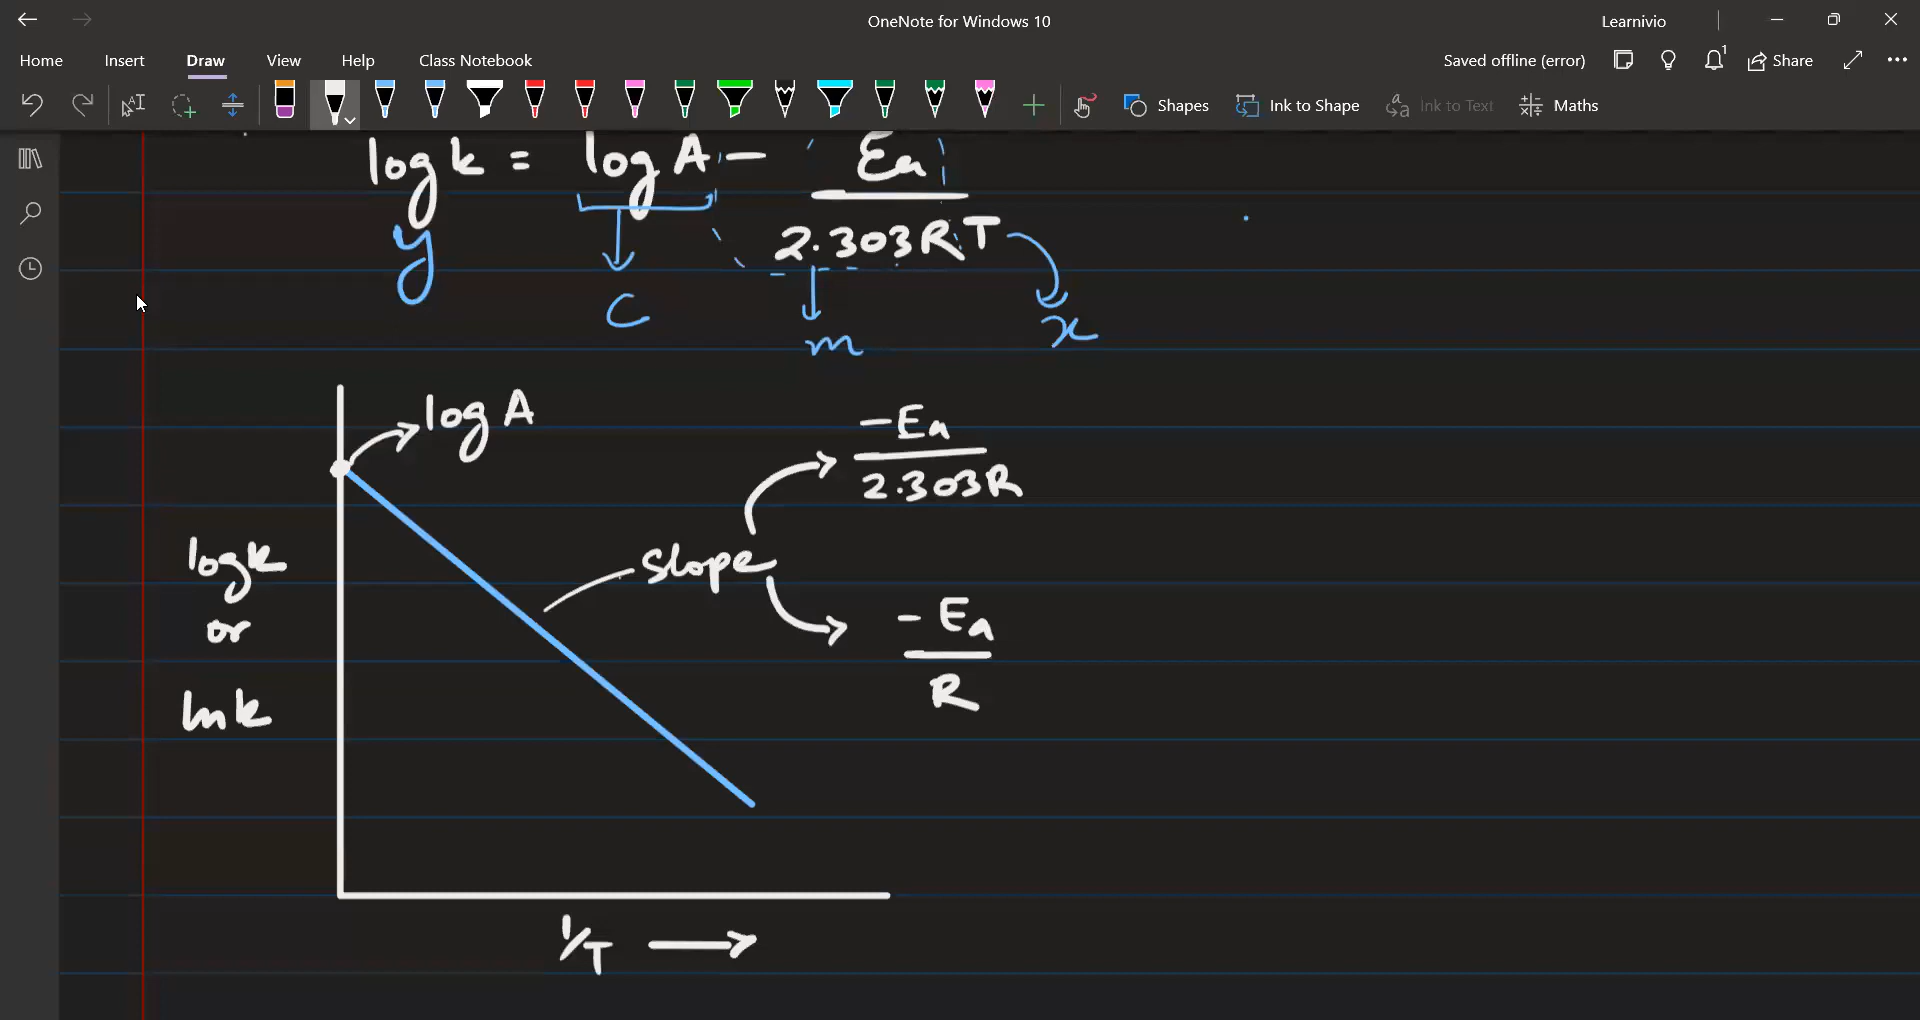 OneNote for Windows 10
Learnivio
Home Insert Draw View Help Class Notebook
Saved offline (error)
1
Share
Shapes
Ink to Shape
Ink to Text
Maths
log k = log A - Ea
2.303RT
y
C
m
x
log A
-Ea
2.303R
slope
log k
or
ln k
- Ea
R
1/T